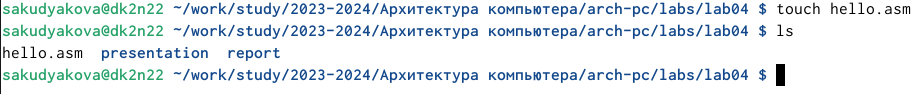 sakudyakova@dk2n22 ~/work/study/2023-2024/Архитектура компьютера/arch-pc/labs/lab04 $ touch hello.asm
sakudyakova@dk2n22 ~/work/study/2023-2024/Архитектура компьютера/arch-pc/labs/lab04 $ ls
hello.asm  presentation  report
sakudyakova@dk2n22 ~/work/study/2023-2024/Архитектура компьютера/arch-pc/labs/lab04 $